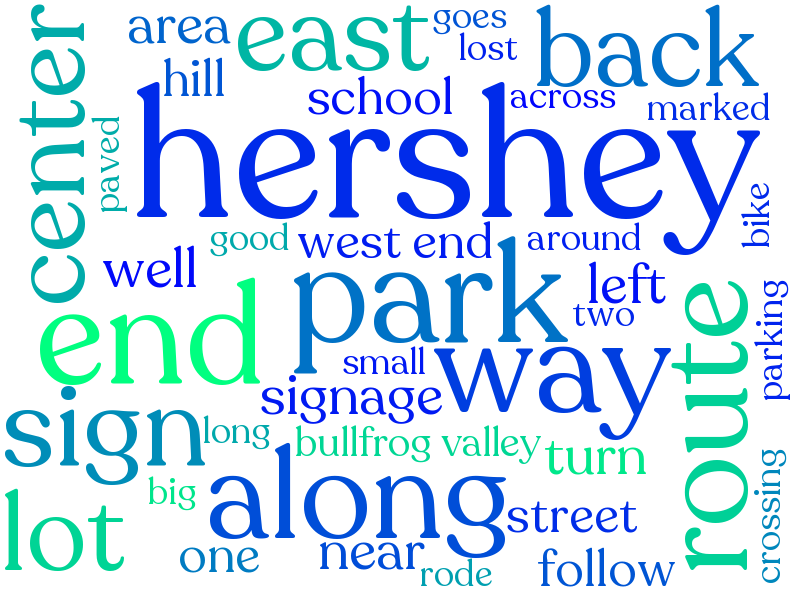 area
east
goes
back
lost
hill
school
across
marked
center
paved
hershey
bike
good
west end
around
well
park
left
two
end
small
way
route
parking
signage
sign
long
bullfrog valley
turn
big
along
street
crossing
lot
one
near
rode
follow